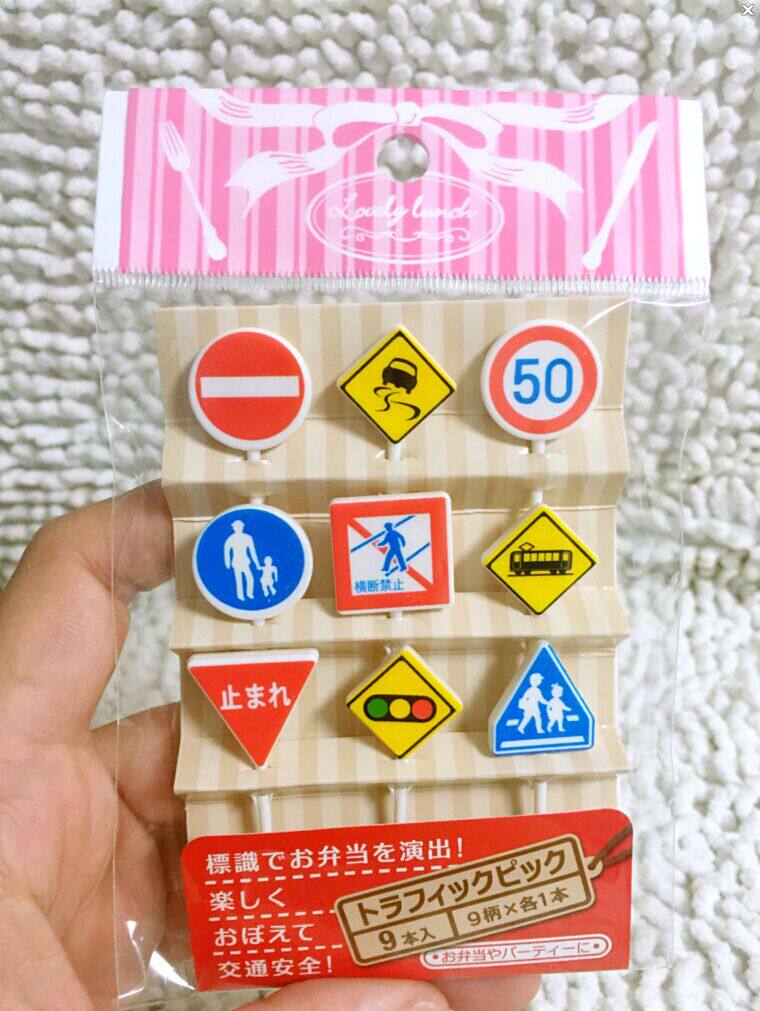 Lovely lunch
50
横断禁止
止まれ
標識でお弁当を演出!
楽しく
おぼえて
交通安全!
トラフィックピック
9本入
9柄×各1本
•お弁当やパーティーに•